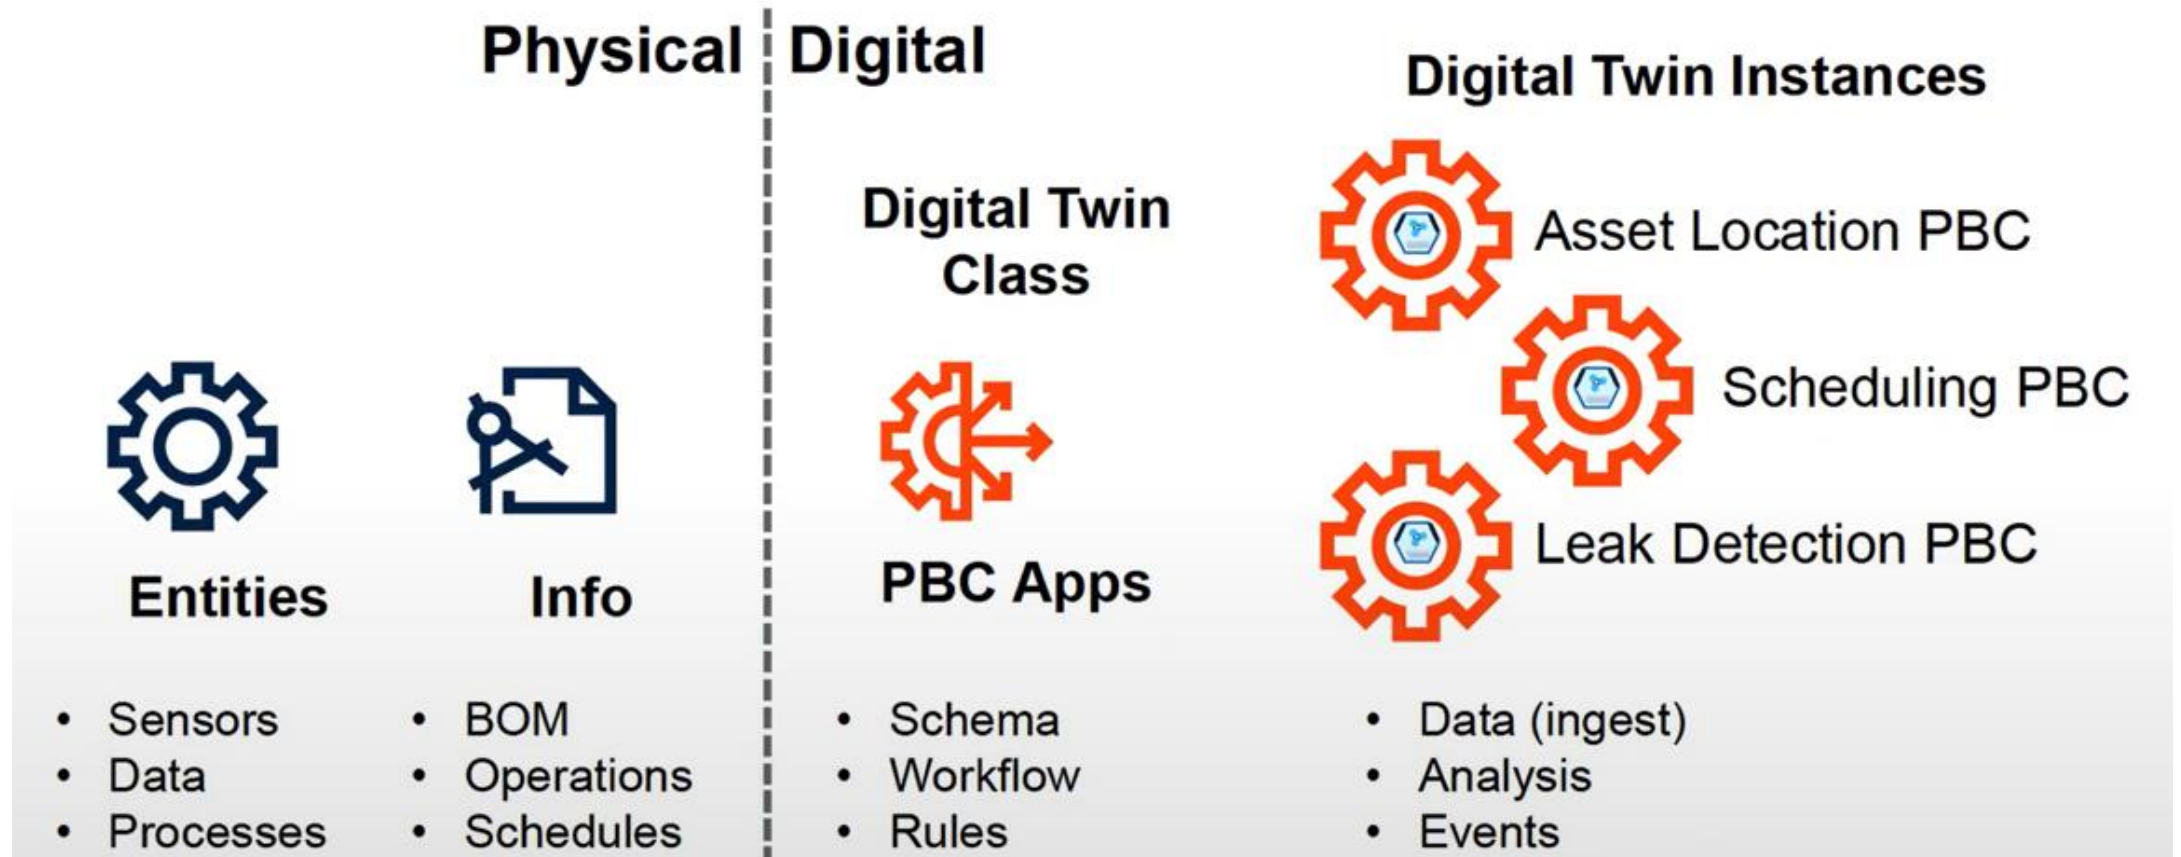 Physical
Digital
Digital Twin Instances
Digital Twin
Class
Asset Location PBC
Scheduling PBC
Leak Detection PBC
Entities
Info
PBC Apps
• Sensors
• Data
• Processes
• BOM
• Operations
• Schedules
• Schema
• Workflow
• Rules
• Data (ingest)
• Analysis
• Events